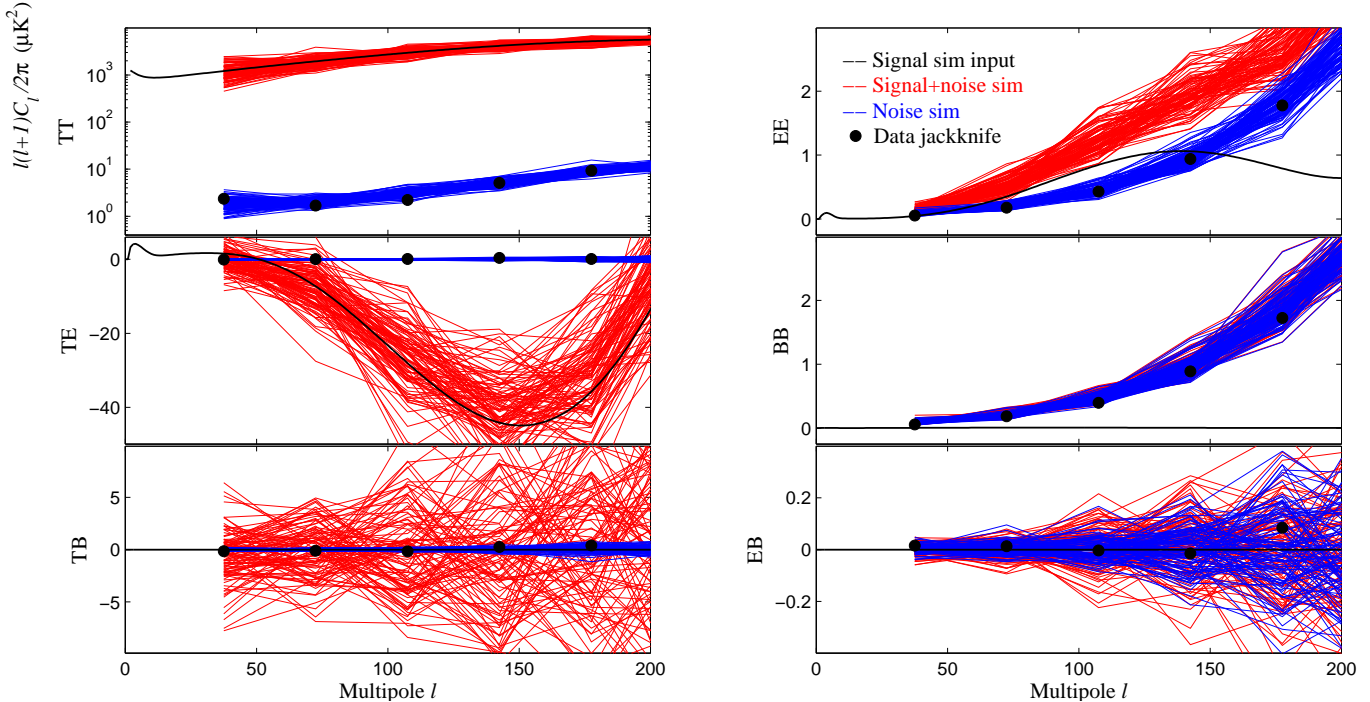 l(l+1)C_l/2π (μK²)
TT
10³
10²
10¹
10⁰
TE
0
−20
−40
TB
5
0
−5
0 50 100 150 200
Multipole l
EE
2
1
0
Signal sim input
Signal+noise sim
Noise sim
Data jackknife
BB
2
1
0
EB
0.2
0
−0.2
0 50 100 150 200
Multipole l